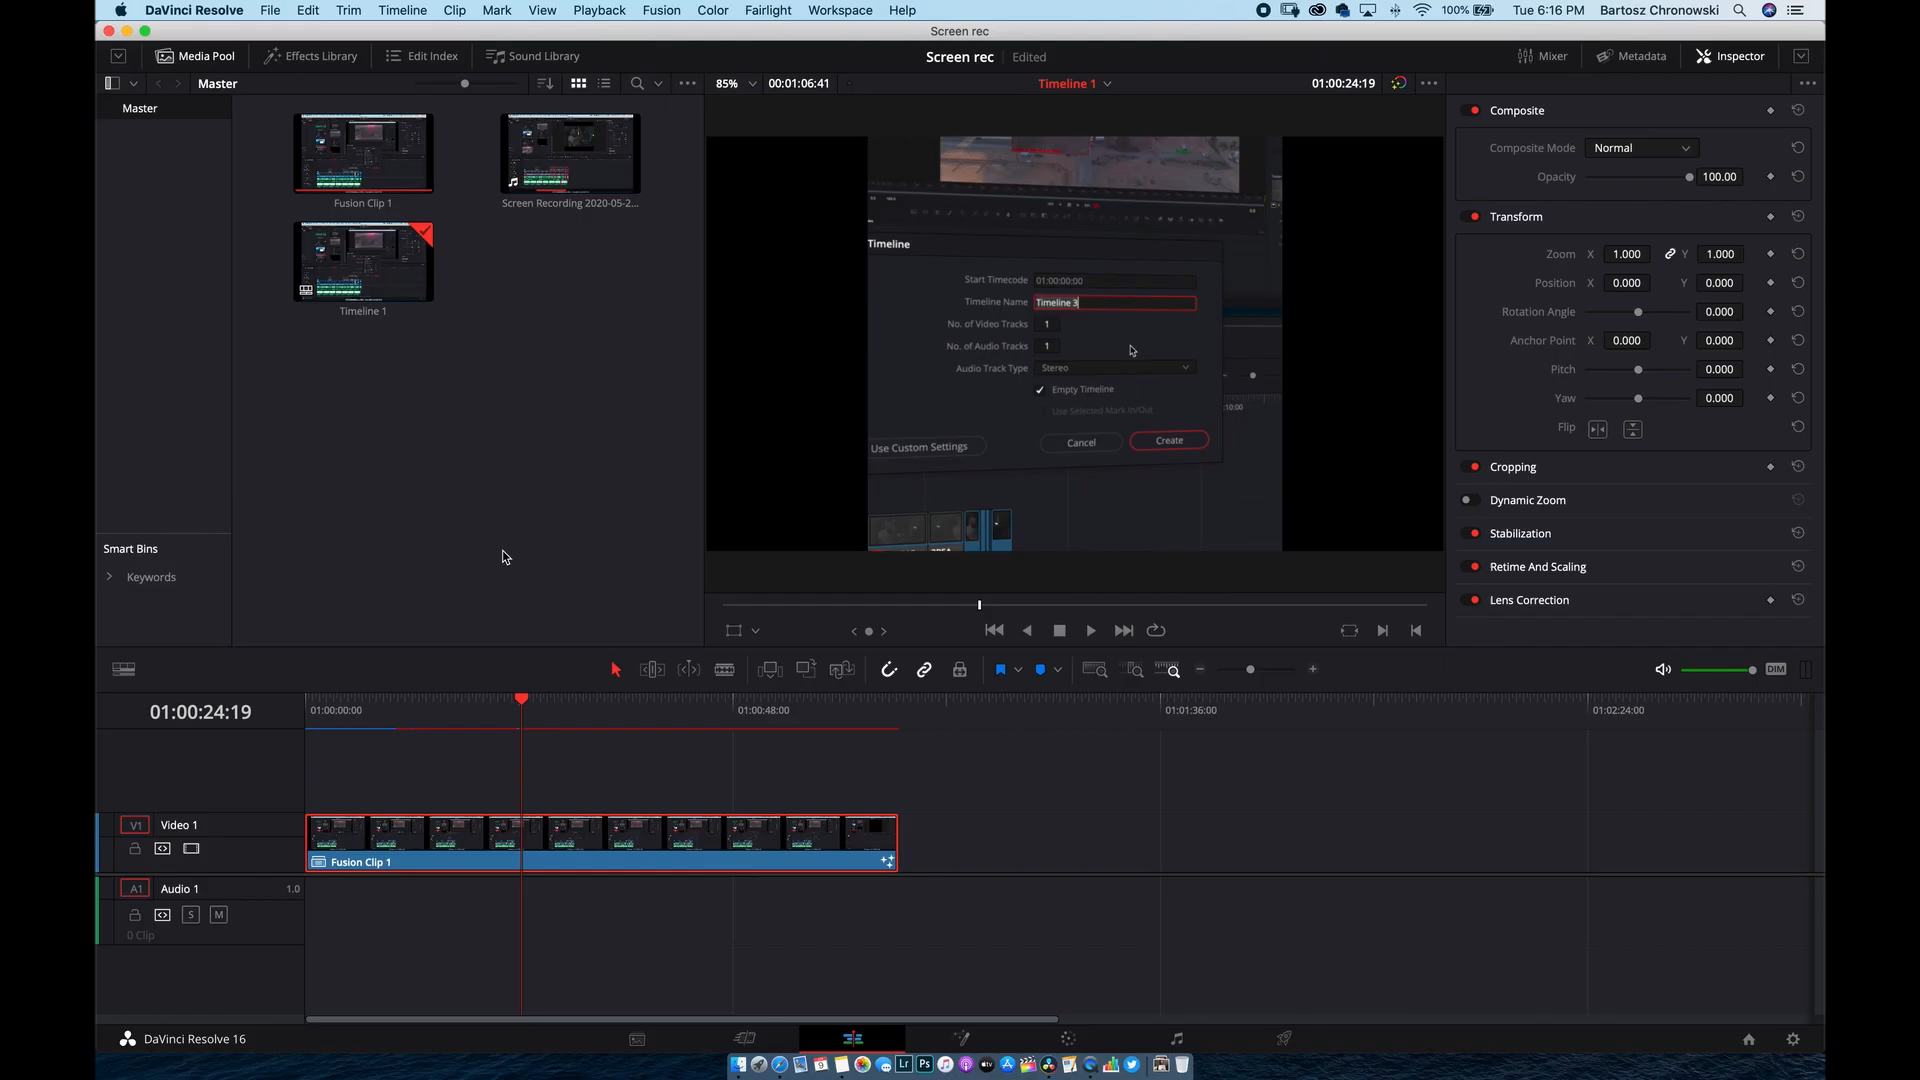 DaVinci Resolve File Edit Trim Timeline Clip Mark View Playback Fusion Color Fairlight Workspace Help 100% Tue 6:16 PM Bartosz Chronowski
Screen rec
Media Pool Effects Library Edit Index Sound Library Screen rec Edited Mixer Metadata Inspector
Master 85% 00:01:06:41 Timeline 1 01:00:24:19
Master
Fusion Clip 1 Screen Recording 2020-05-2...
Timeline 1
Smart Bins
Keywords
Timeline
Start Timecode 01:00:00:00
Timeline Name Timeline 3
No. of Video Tracks 1
No. of Audio Tracks 1
Audio Track Type Stereo
Empty Timeline
Use Selected Mark In/Out
Use Custom Settings Cancel Create
Composite
Composite Mode Normal
Opacity 100.00
Transform
Zoom X 1.000 Y 1.000
Position X 0.000 Y 0.000
Rotation Angle 0.000
Anchor Point X 0.000 Y 0.000
Pitch 0.000
Yaw 0.000
Flip
Cropping
Dynamic Zoom
Stabilization
Retime And Scaling
Lens Correction
DIM
01:00:24:19 01:00:00:00 01:00:48:00 01:01:36:00 01:02:24:00
V1 Video 1
Fusion Clip 1
A1 Audio 1 1.0
S M
0 Clip
DaVinci Resolve 16
Lr Ps